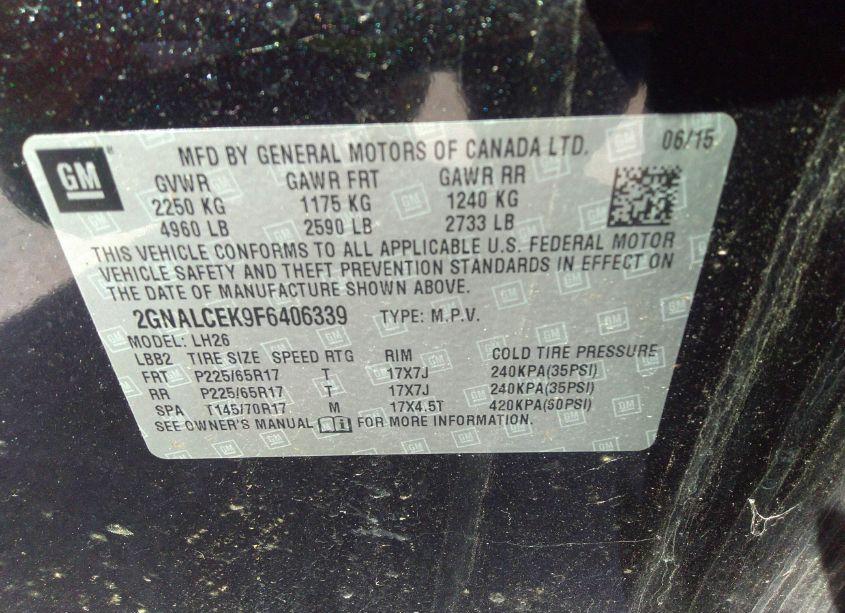 GM MFD BY GENERAL MOTORS OF CANADA LTD. 06/15
GVWR GAWR FRT GAWR RR
2250 KG 1175 KG 1240 KG
4960 LB 2590 LB 2733 LB
THIS VEHICLE CONFORMS TO ALL APPLICABLE U.S. FEDERAL MOTOR
VEHICLE SAFETY AND THEFT PREVENTION STANDARDS IN EFFECT ON
THE DATE OF MANUFACTURE SHOWN ABOVE.
2GNALCEK9F6406339 TYPE: M.P.V.
MODEL: LH26
LBB2 TIRE SIZE SPEED RTG RIM COLD TIRE PRESSURE
FRT P225/65R17 T 17X7J 240KPA(35PSI)
RR P225/65R17 T 17X7J 240KPA(35PSI)
SPA T145/70R17 M 17X4.5T 420KPA(60PSI)
SEE OWNER'S MANUAL FOR MORE INFORMATION.